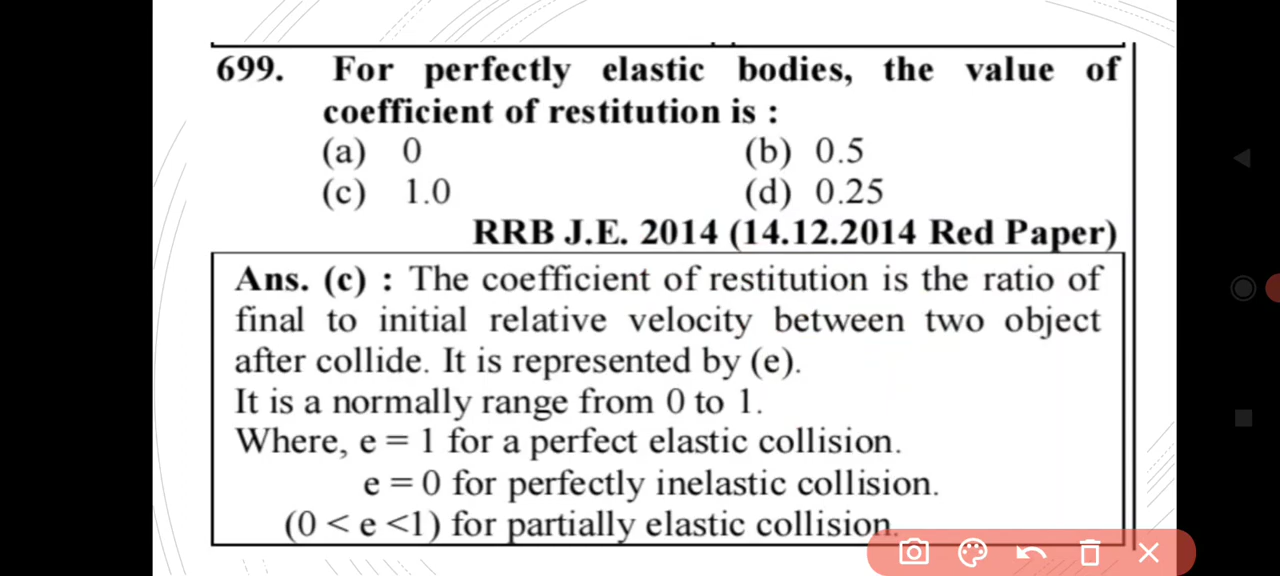 699. For perfectly elastic bodies, the value of
coefficient of restitution is :
(a) 0 (b) 0.5
(c) 1.0 (d) 0.25
RRB J.E. 2014 (14.12.2014 Red Paper)
Ans. (c) : The coefficient of restitution is the ratio of
final to initial relative velocity between two object
after collide. It is represented by (e).
It is a normally range from 0 to 1.
Where, e = 1 for a perfect elastic collision.
e = 0 for perfectly inelastic collision.
(0 < e <1) for partially elastic collision.